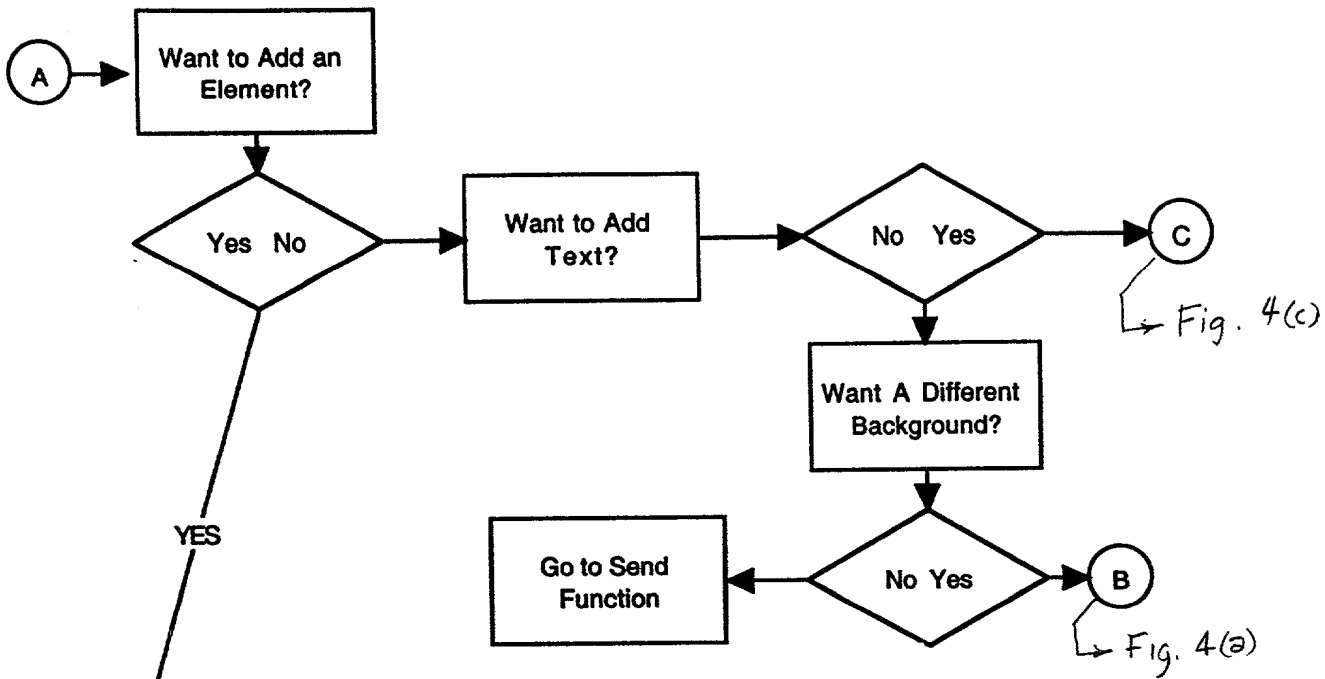 A
Want to Add an
Element?
Yes No
Want to Add
Text?
No Yes
C
Fig. 4(c)
Want A Different
Background?
YES
Go to Send
Function
No Yes
B
Fig. 4(a)